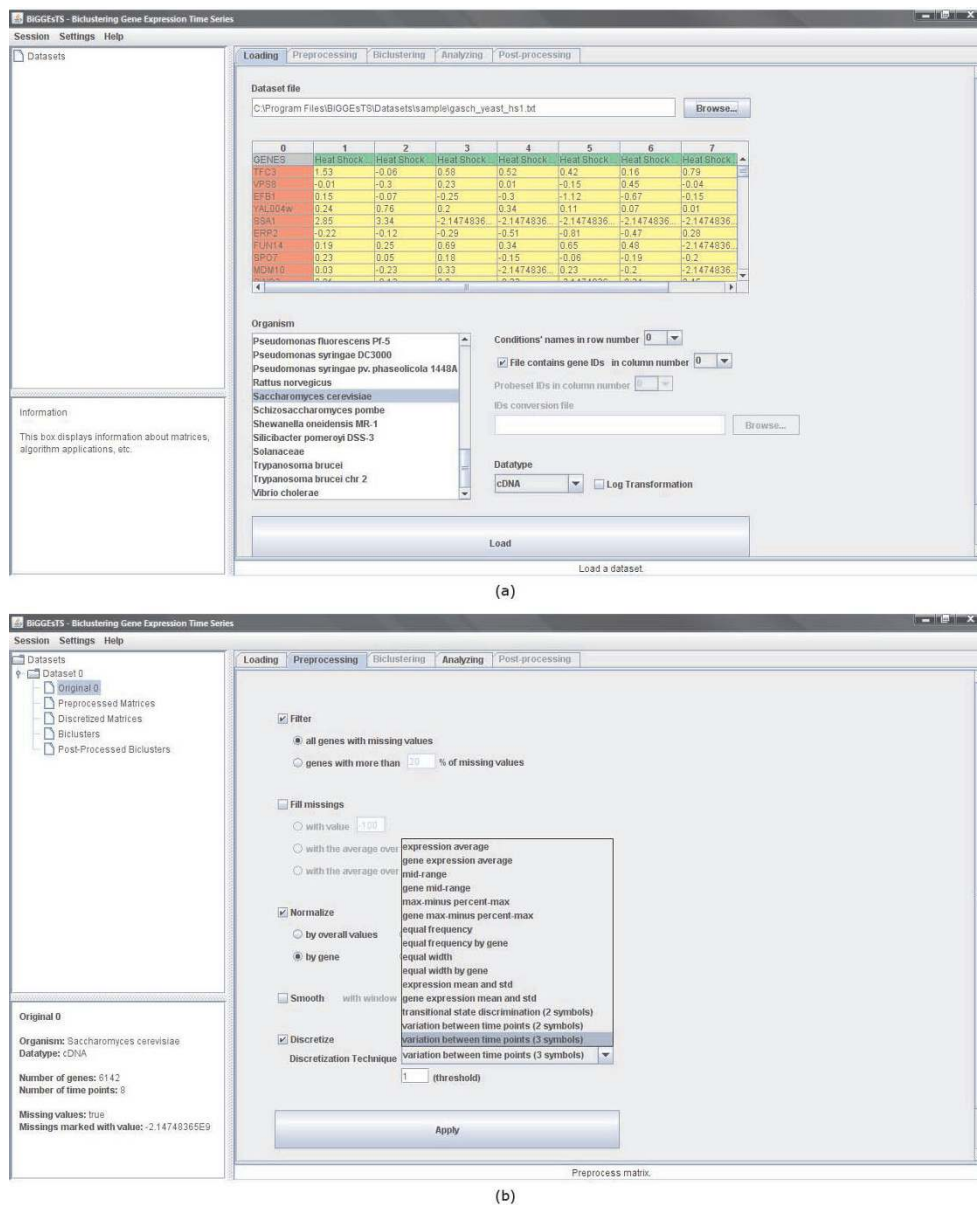 BiGGEsTS - Biclustering Gene Expression Time Series
Session Settings Help
Datasets
Loading Preprocessing Biclustering Analyzing Post-processing
Dataset file
C:\Program Files\BiGGEsTS\Datasets\sample\gasch_yeast_hs1.txt Browse...
0 1 2 3 4 5 6 7
GENES Heat Shock... Heat Shock... Heat Shock... Heat Shock... Heat Shock... Heat Shock... Heat Shock...
TFC3 1.53 -0.06 0.58 0.52 0.42 0.16 0.79
VPS8 -0.01 -0.3 0.23 0.01 -0.15 0.45 -0.04
EFB1 0.15 -0.07 -0.25 -0.3 -1.12 -0.67 -0.15
YAL004w 0.24 0.76 0.2 0.34 0.11 0.07 0.01
SSA1 2.85 3.34 -2.1474836... -2.1474836... -2.1474836... -2.1474836... -2.1474836...
ERP2 -0.22 -0.12 -0.29 -0.51 -0.81 -0.47 0.28
FUN14 0.19 0.25 0.69 0.34 0.65 0.48 -2.1474836...
SPO7 0.23 0.05 0.18 -0.15 -0.06 -0.19 -0.2
MDM10 0.03 -0.23 0.33 -2.1474836... 0.23 -0.2 -2.1474836...
Organism
Pseudomonas fluorescens Pf-5
Pseudomonas syringae DC3000
Pseudomonas syringae pv. phaseolicola 1448A
Rattus norvegicus
Saccharomyces cerevisiae
Schizosaccharomyces pombe
Shewanella oneidensis MR-1
Silicibacter pomeroyi DSS-3
Solanaceae
Trypanosoma brucei
Trypanosoma brucei chr 2
Vibrio cholerae
Conditions' names in row number 0
File contains gene IDs in column number 0
Probeset IDs in column number 0
IDs conversion file
Browse...
Datatype
cDNA Log Transformation
Information
This box displays information about matrices,
algorithm applications, etc.
Load
Load a dataset.
(a)
BiGGEsTS - Biclustering Gene Expression Time Series
Session Settings Help
Datasets
Dataset 0
Original 0
Preprocessed Matrices
Discretized Matrices
Biclusters
Post-Processed Biclusters
Loading Preprocessing Biclustering Analyzing Post-processing
Filter
all genes with missing values
genes with more than 20 % of missing values
Fill missings
with value -100
with the average over
with the average over
Normalize
by overall values
by gene
Smooth with window
expression average
gene expression average
mid-range
gene mid-range
max-minus percent-max
gene max-minus percent-max
equal frequency
equal frequency by gene
equal width
equal width by gene
expression mean and std
gene expression mean and std
transitional state discrimination (2 symbols)
variation between time points (2 symbols)
variation between time points (3 symbols)
Discretize
Discretization Technique variation between time points (3 symbols)
1 (threshold)
Apply
Original 0
Organism: Saccharomyces cerevisiae
Datatype: cDNA
Number of genes: 6142
Number of time points: 8
Missing values: true
Missings marked with value: -2.14748365E9
Preprocess matrix.
(b)